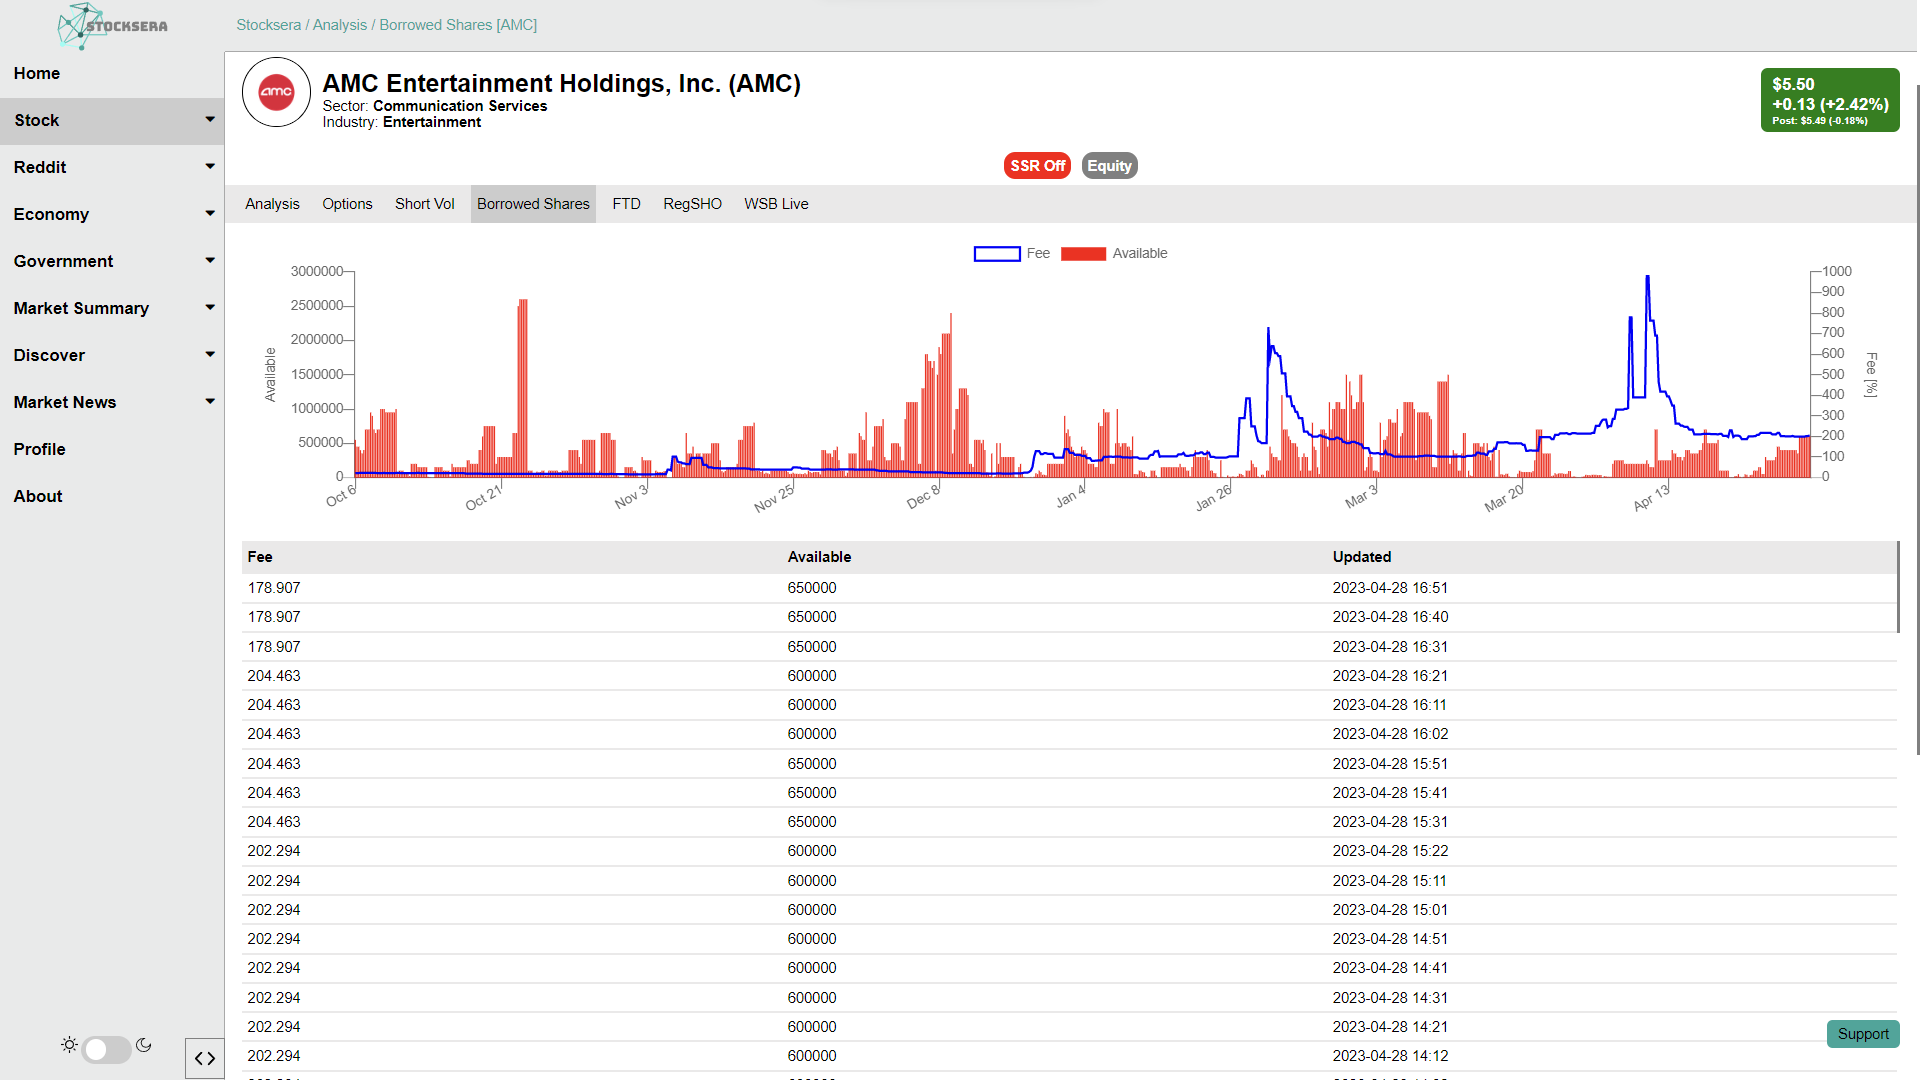 STOCKSERA
Stocksera / Analysis / Borrowed Shares [AMC]
Home
Stock
Reddit
Economy
Government
Market Summary
Discover
Market News
Profile
About
amc
AMC Entertainment Holdings, Inc. (AMC)
Sector: Communication Services
Industry: Entertainment
$5.50
+0.13 (+2.42%)
Post: $5.49 (-0.18%)
SSR Off Equity
Analysis Options Short Vol Borrowed Shares FTD RegSHO WSB Live
Fee Available
3000000
2500000
2000000
1500000
1000000
500000
0
Available
1000
900
800
700
600
500
400
300
200
100
0
Fee [%]
Oct 6 Oct 21 Nov 3 Nov 25 Dec 8 Jan 4 Jan 26 Mar 3 Mar 20 Apr 13
Fee Available Updated
178.907 650000 2023-04-28 16:51
178.907 650000 2023-04-28 16:40
178.907 650000 2023-04-28 16:31
204.463 600000 2023-04-28 16:21
204.463 600000 2023-04-28 16:11
204.463 600000 2023-04-28 16:02
204.463 650000 2023-04-28 15:51
204.463 650000 2023-04-28 15:41
204.463 650000 2023-04-28 15:31
202.294 600000 2023-04-28 15:22
202.294 600000 2023-04-28 15:11
202.294 600000 2023-04-28 15:01
202.294 600000 2023-04-28 14:51
202.294 600000 2023-04-28 14:41
202.294 600000 2023-04-28 14:31
202.294 600000 2023-04-28 14:21
202.294 600000 2023-04-28 14:12
Support